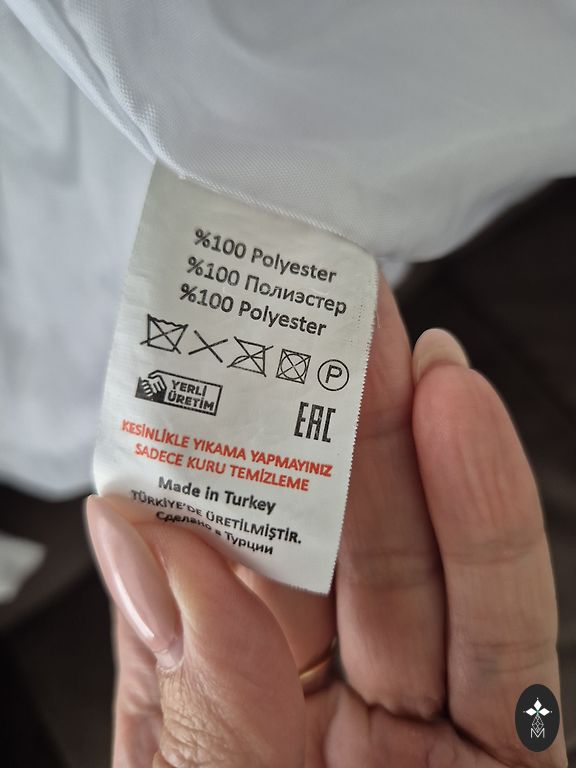 %100 Polyester
%100 Полиэстер
%100 Polyester
P
YERLİ
ÜRETİM
EAC
KESİNLİKLE YIKAMA YAPMAYINIZ
SADECE KURU TEMİZLEME
Made in Turkey
TÜRKİYE'DE ÜRETİLMİŞTİR.
Сделано в Турции
M